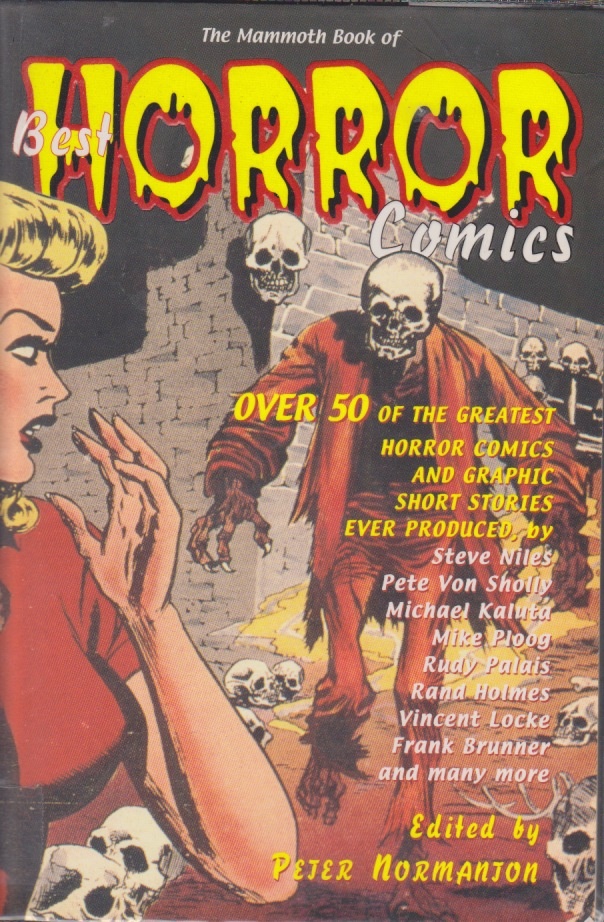 The Mammoth Book of
Best
HORROR
Comics
OVER 50 OF THE GREATEST
HORROR COMICS
AND GRAPHIC
SHORT STORIES
EVER PRODUCED, by
Steve Niles
Pete Von Sholly
Michael Kaluta
Mike Ploog
Rudy Palais
Rand Holmes
Vincent Locke
Frank Brunner
and many more
Edited by
PETER NORMANTON